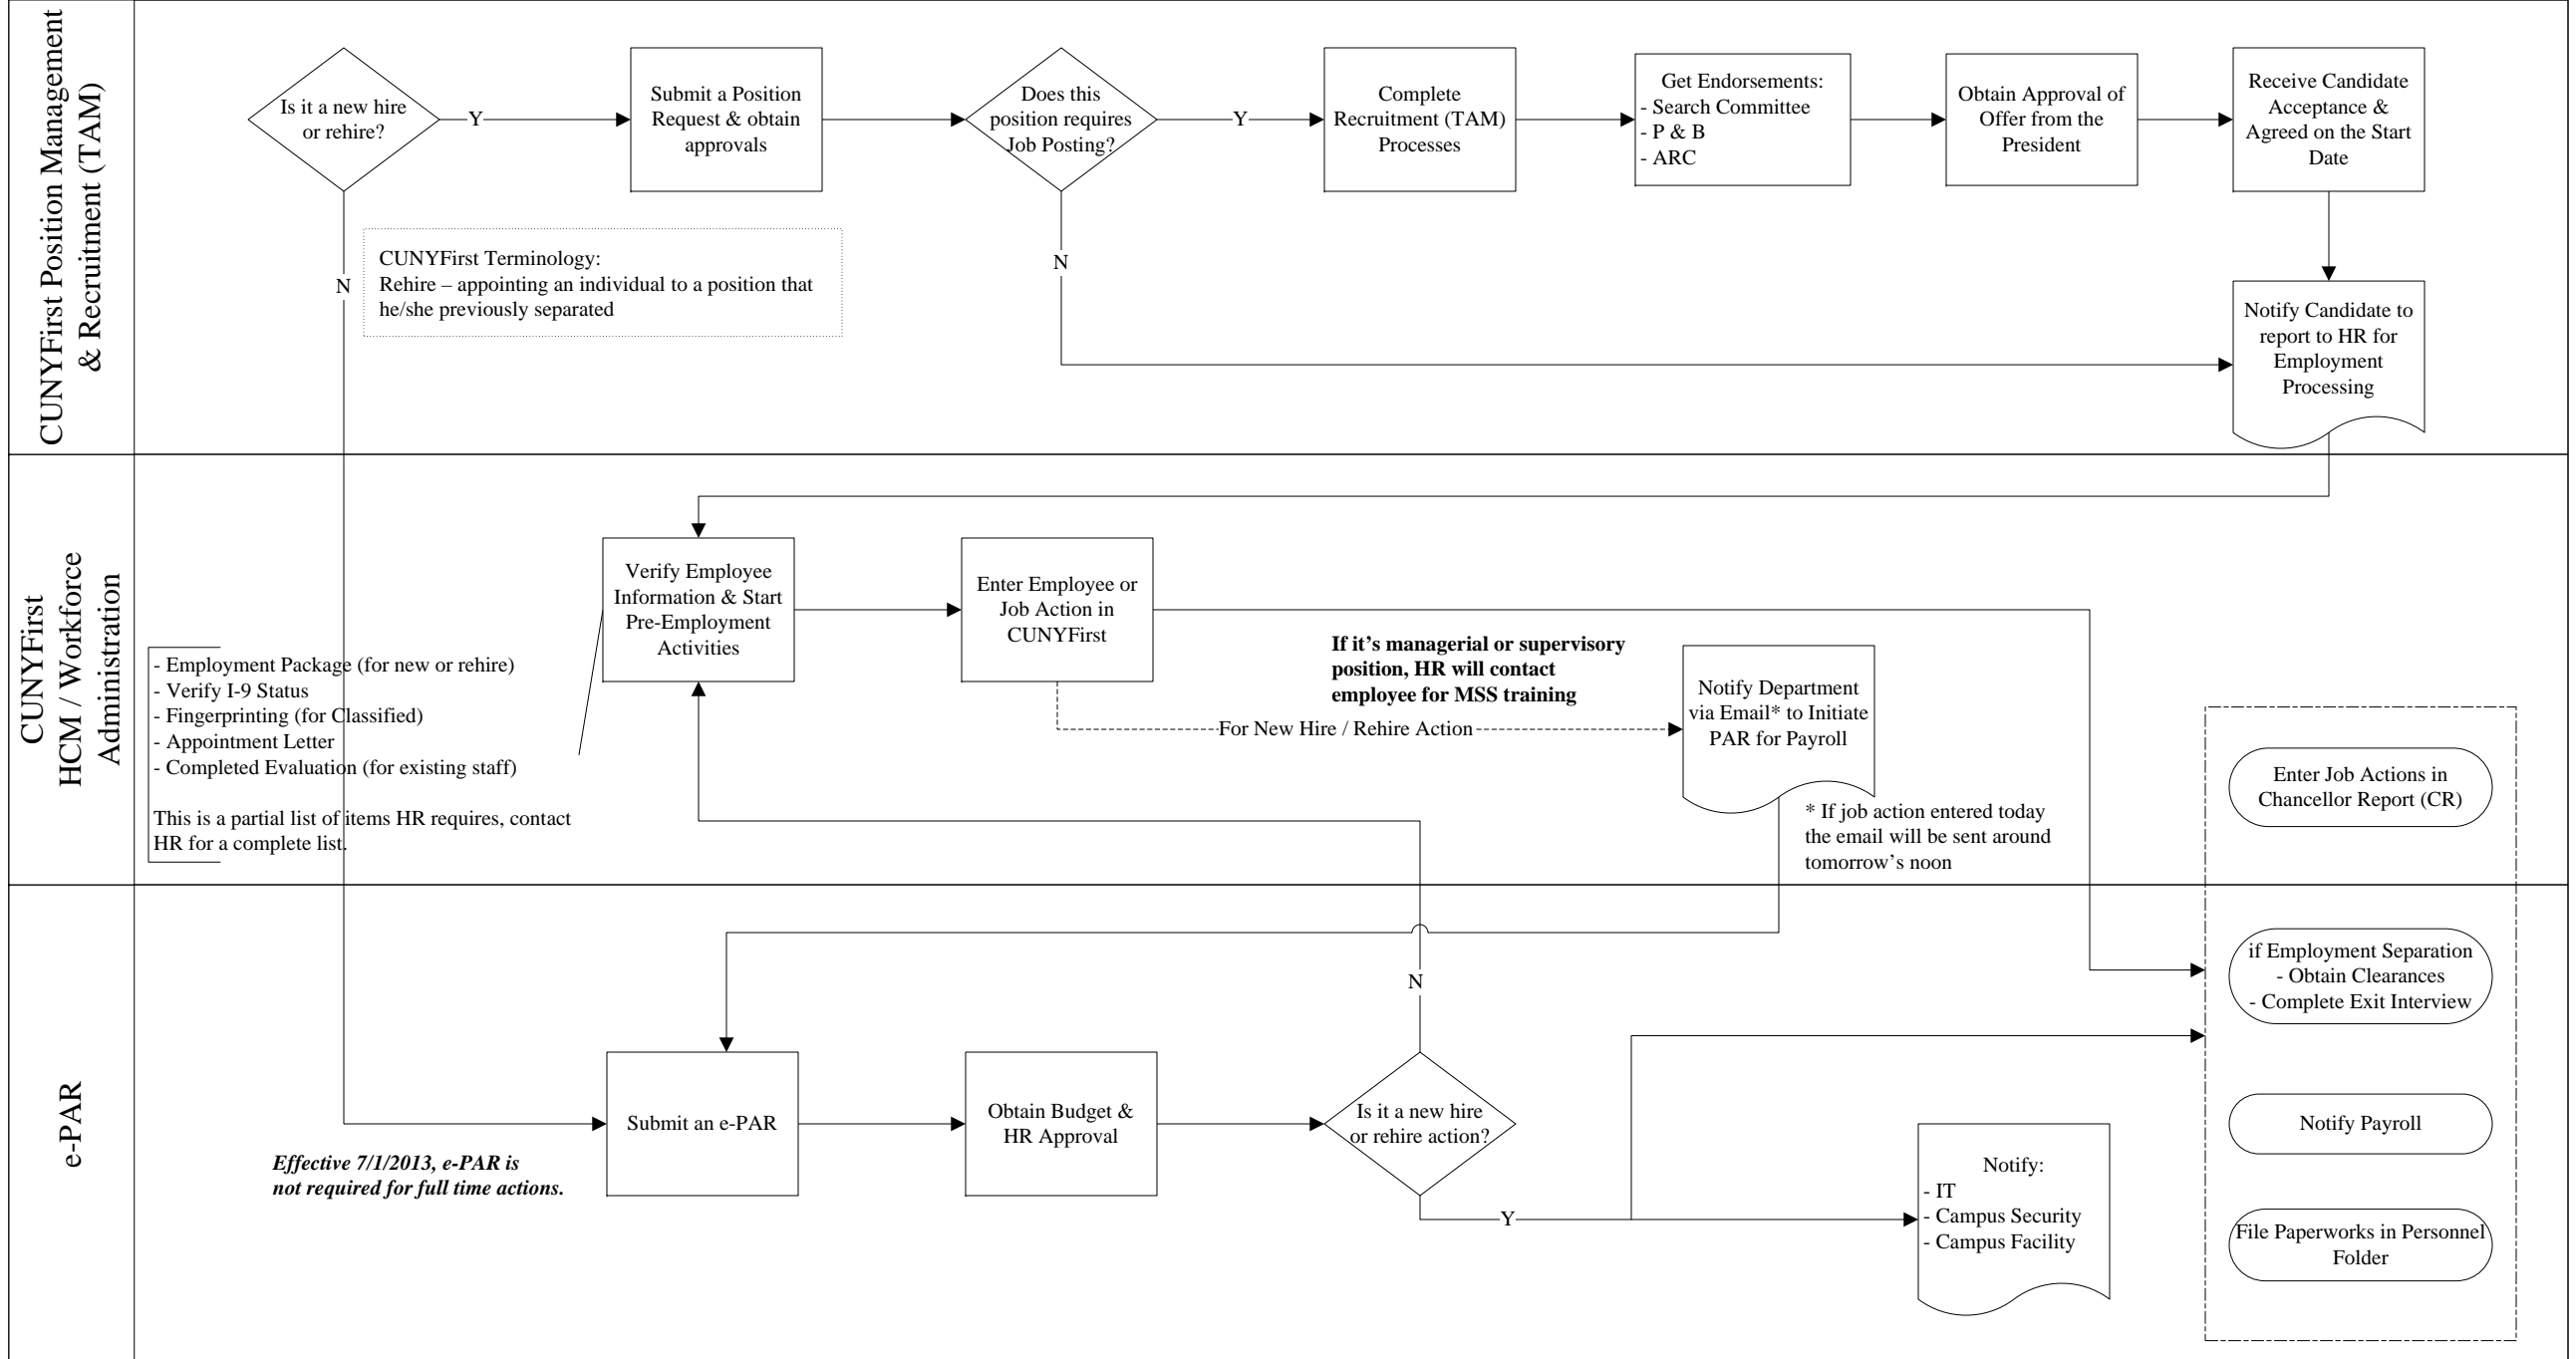 CUNYFirst Position Management
& Recruitment (TAM)
Is it a new hire
or rehire?
Y
Submit a Position
Request & obtain
approvals
Does this
position requires
Job Posting?
Y
Complete
Recruitment (TAM)
Processes
Get Endorsements:
- Search Committee
- P & B
- ARC
Obtain Approval of
Offer from the
President
Receive Candidate
Acceptance &
Agreed on the Start
Date
N
CUNYFirst Terminology:
Rehire – appointing an individual to a position that
he/she previously separated
N
Notify Candidate to
report to HR for
Employment
Processing
CUNYFirst
HCM / Workforce
Administration
- Employment Package (for new or rehire)
- Verify I-9 Status
- Fingerprinting (for Classified)
- Appointment Letter
- Completed Evaluation (for existing staff)
This is a partial list of items HR requires, contact
HR for a complete list.
Verify Employee
Information & Start
Pre-Employment
Activities
Enter Employee or
Job Action in
CUNYFirst
If it’s managerial or supervisory
position, HR will contact
employee for MSS training
For New Hire / Rehire Action
Notify Department
via Email* to Initiate
PAR for Payroll
* If job action entered today
the email will be sent around
tomorrow’s noon
Enter Job Actions in
Chancellor Report (CR)
e-PAR
Effective 7/1/2013, e-PAR is
not required for full time actions.
Submit an e-PAR
Obtain Budget &
HR Approval
N
Is it a new hire
or rehire action?
Y
Notify:
- IT
- Campus Security
- Campus Facility
if Employment Separation
- Obtain Clearances
- Complete Exit Interview
Notify Payroll
File Paperworks in Personnel
Folder